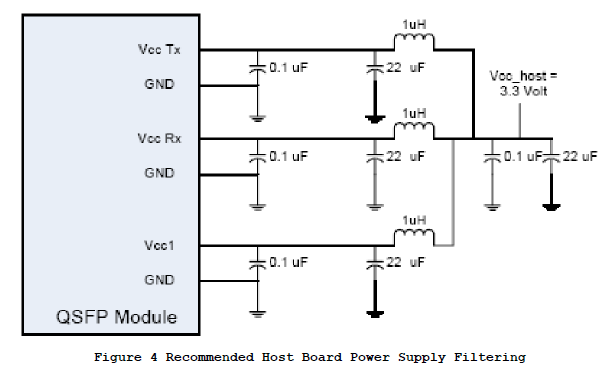 1uH
Vcc Tx
0.1 uF
22 uF
GND
Vcc_host =
3.3 Volt
1uH
Vcc Rx
0.1 uF
22 uF
0.1 uF
22 uF
GND
1uH
Vcc1
0.1 uF
22 uF
GND
QSFP Module
Figure 4 Recommended Host Board Power Supply Filtering